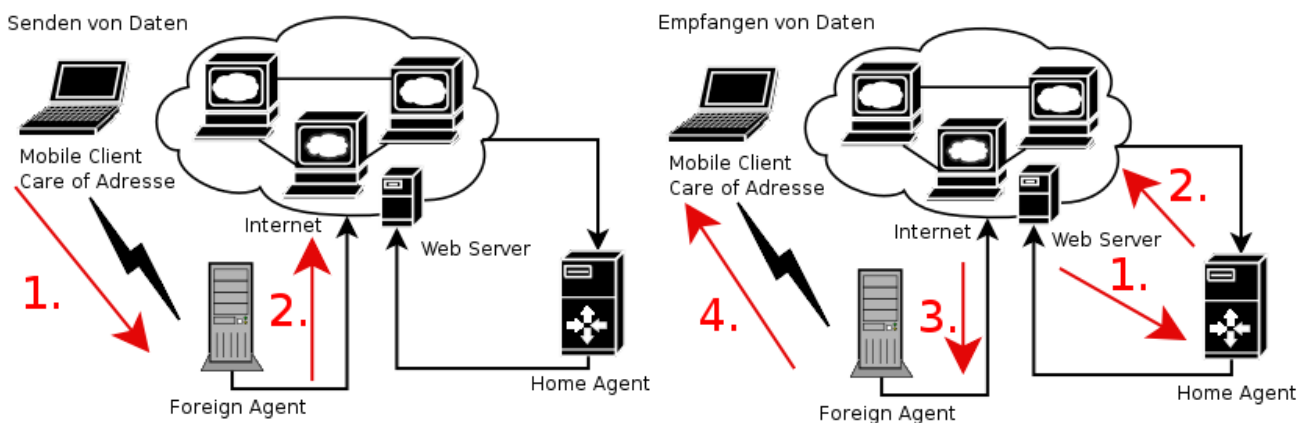 Senden von Daten
Mobile Client
Care of Adresse
Internet
Web Server
1.
2.
Foreign Agent
Home Agent
Empfangen von Daten
Mobile Client
Care of Adresse
2.
Internet
Web Server
1.
4.
3.
Foreign Agent
Home Agent